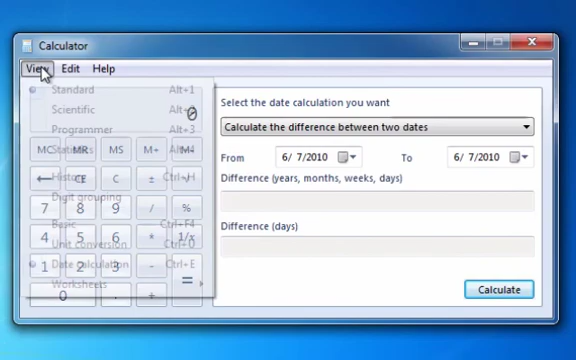 Calculator
View Edit Help
Standard Alt+1
Scientific
0
Programmer Alt+3
MC MR MS M+ M-
Ctrl+H
← CE C ±
Digit grouping
7 8 9 / %
Basic Ctrl+F4
4 5 6 * 1/x
Unit conversion Ctrl+U
Date calculation Ctrl+E
1 2 3 - =
Worksheets
0 . +
Select the date calculation you want
Calculate the difference between two dates
From 6/ 7/2010 To 6/ 7/2010
Difference (years, months, weeks, days)
Difference (days)
Calculate